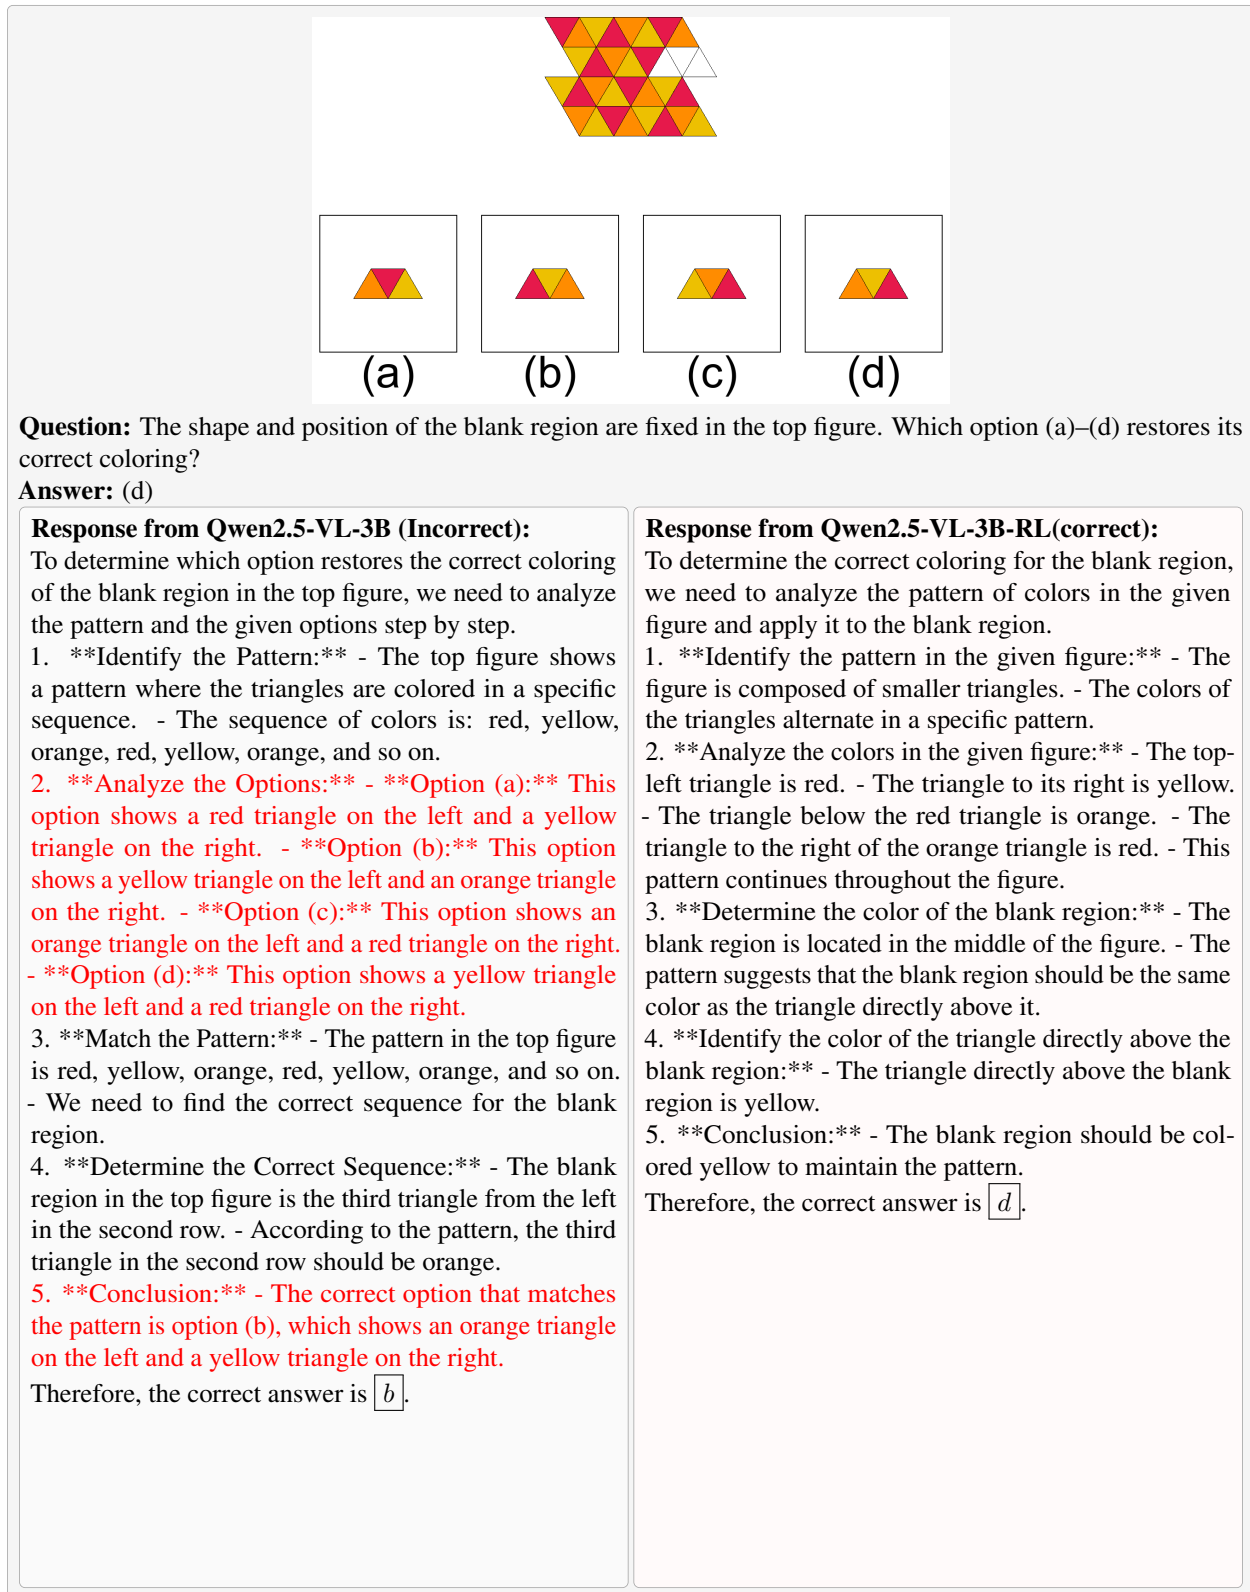 (a) (b) (c) (d)
Question: The shape and position of the blank region are fixed in the top figure. Which option (a)–(d) restores its
correct coloring?
Answer: (d)
Response from Qwen2.5-VL-3B (Incorrect):
To determine which option restores the correct coloring
of the blank region in the top figure, we need to analyze
the pattern and the given options step by step.
1. **Identify the Pattern:** - The top figure shows
a pattern where the triangles are colored in a specific
sequence. - The sequence of colors is: red, yellow,
orange, red, yellow, orange, and so on.
2. **Analyze the Options:** - **Option (a):** This
option shows a red triangle on the left and a yellow
triangle on the right. - **Option (b):** This option
shows a yellow triangle on the left and an orange triangle
on the right. - **Option (c):** This option shows an
orange triangle on the left and a red triangle on the right.
- **Option (d):** This option shows a yellow triangle
on the left and a red triangle on the right.
3. **Match the Pattern:** - The pattern in the top figure
is red, yellow, orange, red, yellow, orange, and so on.
- We need to find the correct sequence for the blank
region.
4. **Determine the Correct Sequence:** - The blank
region in the top figure is the third triangle from the left
in the second row. - According to the pattern, the third
triangle in the second row should be orange.
5. **Conclusion:** - The correct option that matches
the pattern is option (b), which shows an orange triangle
on the left and a yellow triangle on the right.
Therefore, the correct answer is b.
Response from Qwen2.5-VL-3B-RL(correct):
To determine the correct coloring for the blank region,
we need to analyze the pattern of colors in the given
figure and apply it to the blank region.
1. **Identify the pattern in the given figure:** - The
figure is composed of smaller triangles. - The colors of
the triangles alternate in a specific pattern.
2. **Analyze the colors in the given figure:** - The top-
left triangle is red. - The triangle to its right is yellow.
- The triangle below the red triangle is orange. - The
triangle to the right of the orange triangle is red. - This
pattern continues throughout the figure.
3. **Determine the color of the blank region:** - The
blank region is located in the middle of the figure. - The
pattern suggests that the blank region should be the same
color as the triangle directly above it.
4. **Identify the color of the triangle directly above the
blank region:** - The triangle directly above the blank
region is yellow.
5. **Conclusion:** - The blank region should be col-
ored yellow to maintain the pattern.
Therefore, the correct answer is d.